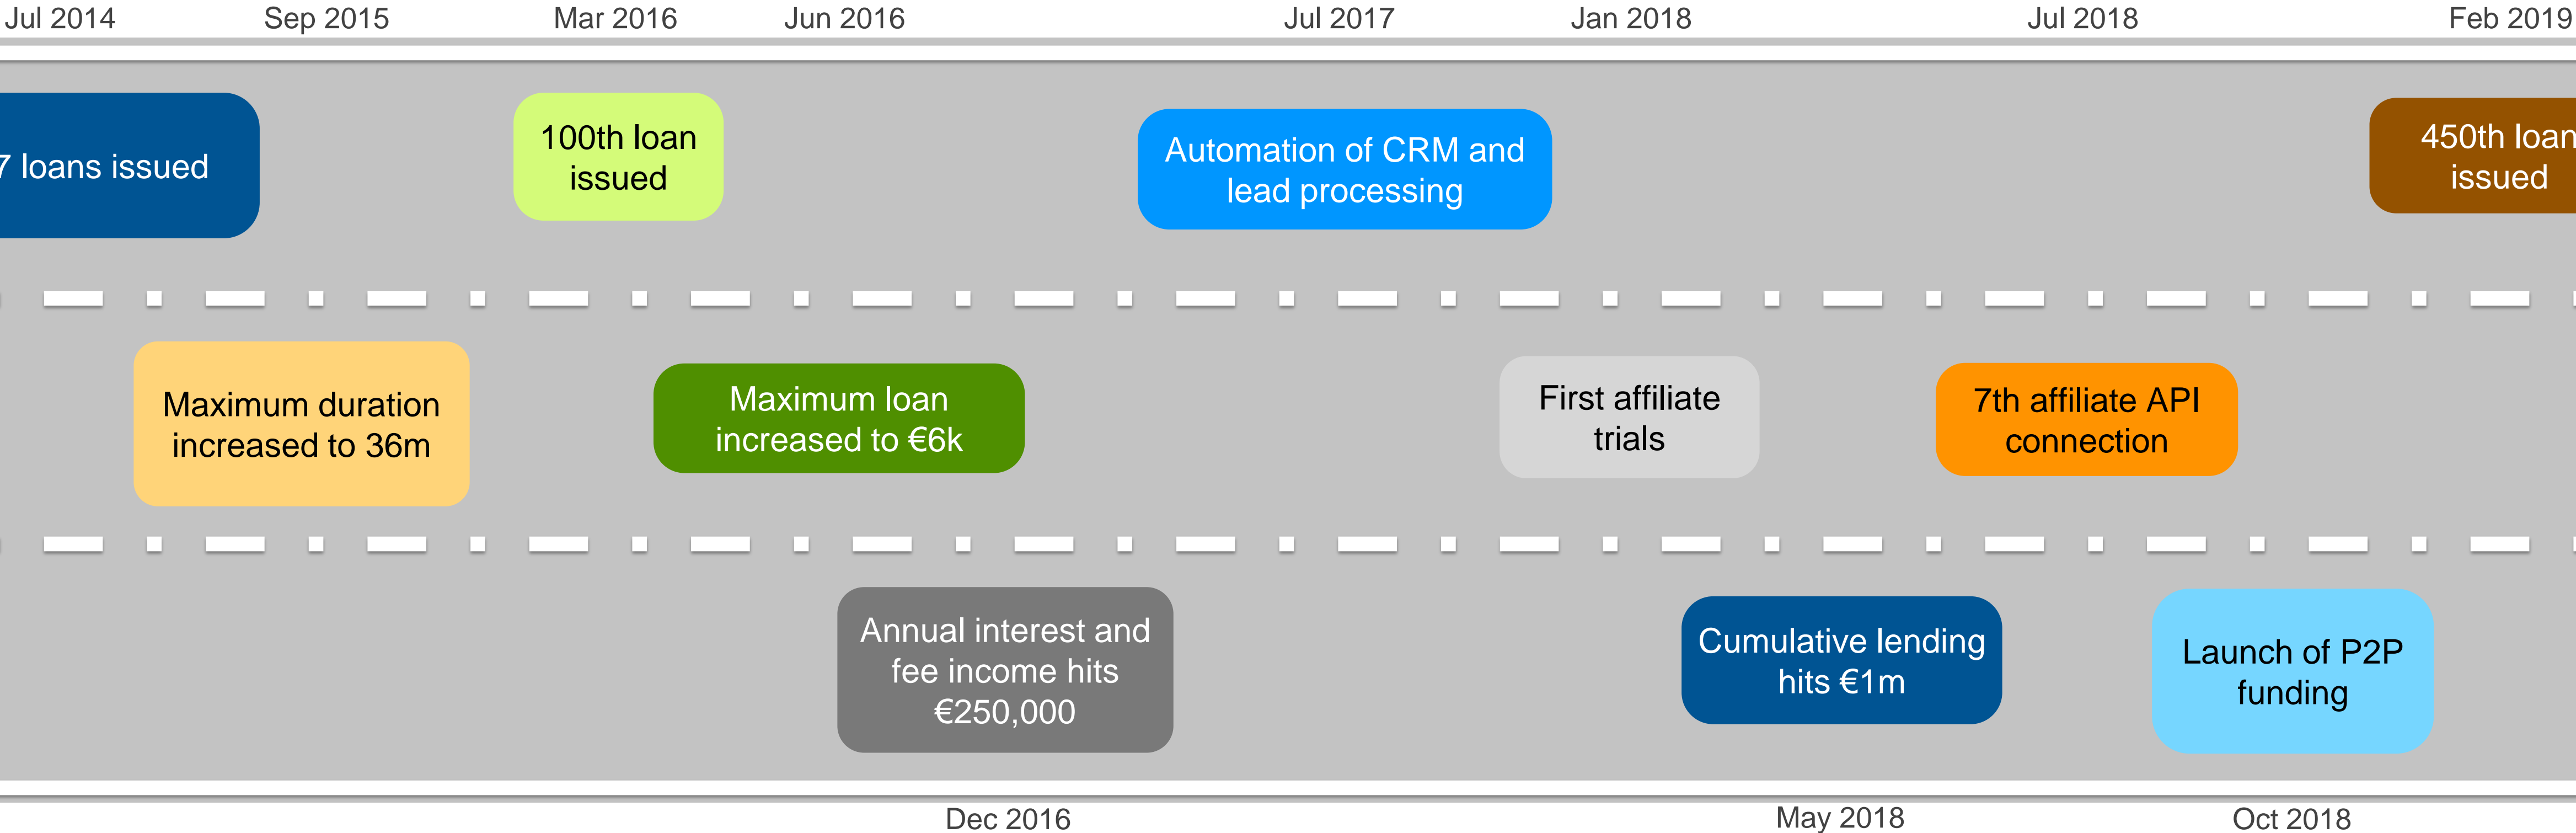 Jul 2014 Sep 2015 Mar 2016 Jun 2016 Jul 2017 Jan 2018 Jul 2018 Feb 2019
7 loans issued
100th loan
issued
Automation of CRM and
lead processing
450th loan
issued
Maximum duration
increased to 36m
Maximum loan
increased to €6k
First affiliate
trials
7th affiliate API
connection
Annual interest and
fee income hits
€250,000
Cumulative lending
hits €1m
Launch of P2P
funding
Dec 2016 May 2018 Oct 2018